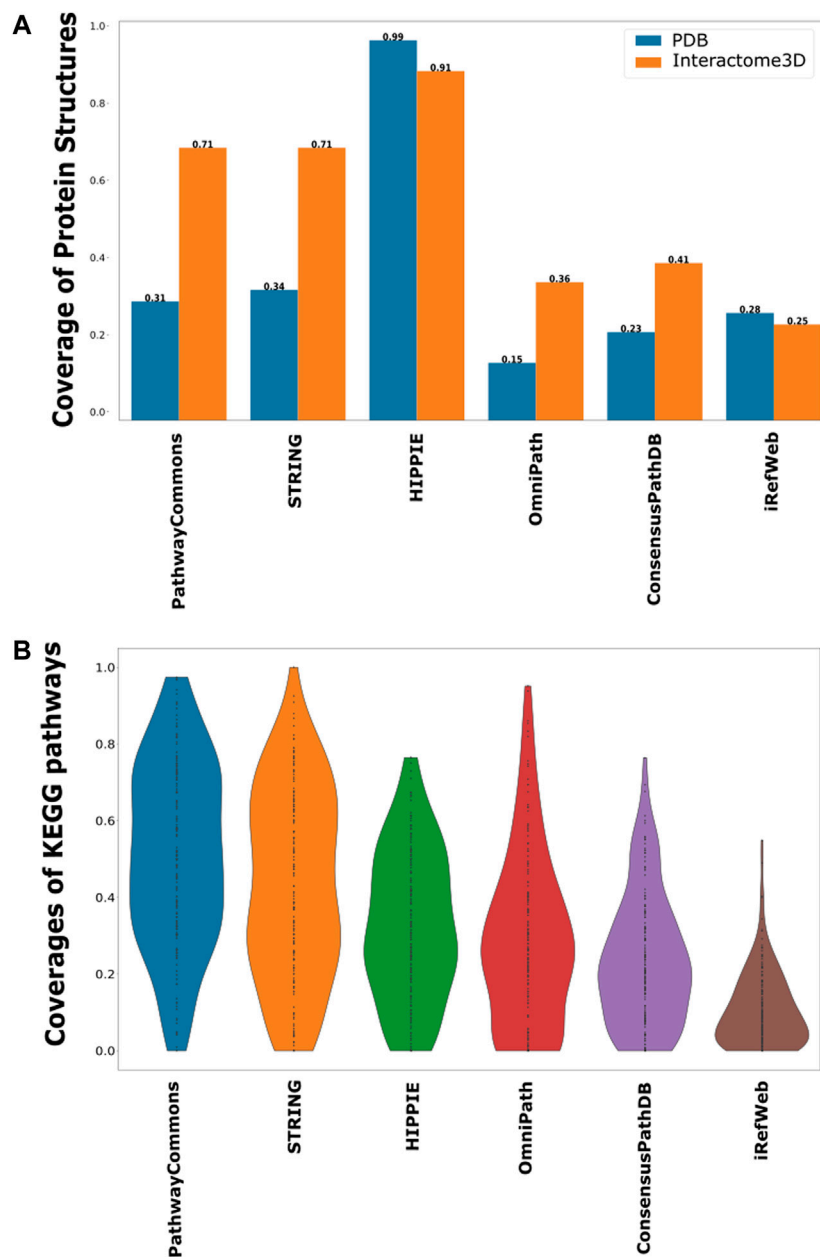 A
Coverage of Protein Structures
1.0
0.8
0.6
0.4
0.2
0.0
PDB
Interactome3D
0.31
0.71
0.34
0.71
0.99
0.91
0.15
0.36
0.23
0.41
0.28
0.25
PathwayCommons
STRING
HIPPIE
OmniPath
ConsensusPathDB
iRefWeb
B
Coverages of KEGG pathways
1.0
0.8
0.6
0.4
0.2
0.0
PathwayCommons
STRING
HIPPIE
OmniPath
ConsensusPathDB
iRefWeb